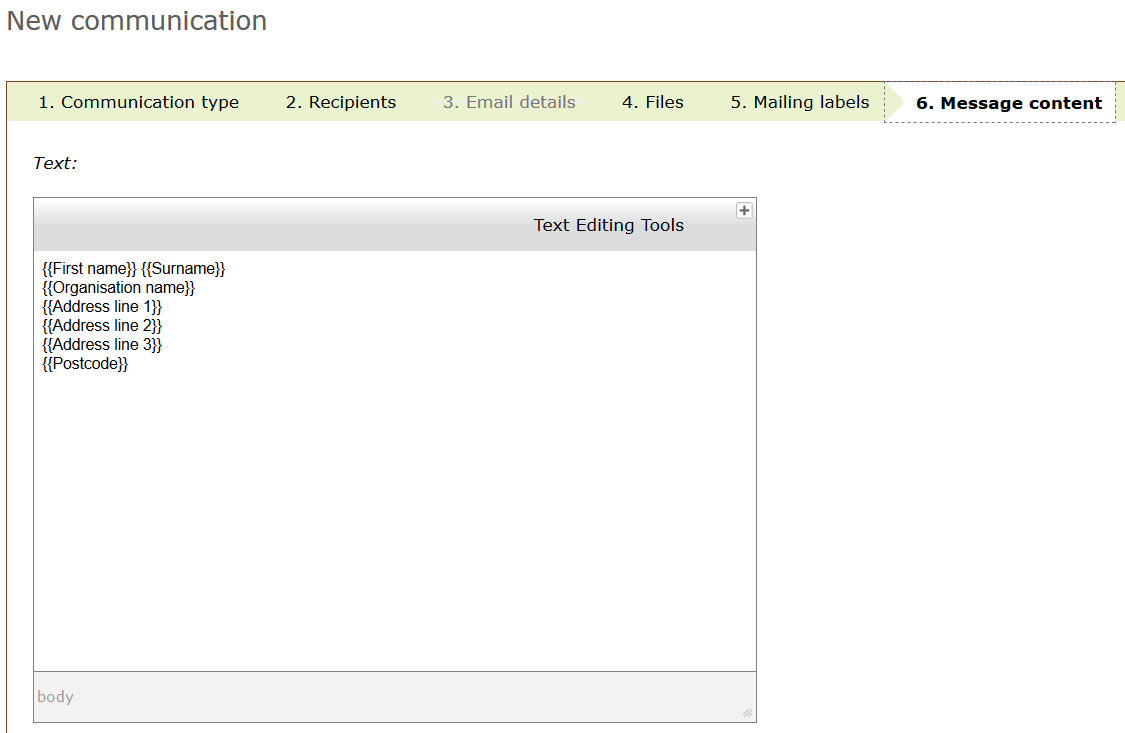 New communication
1. Communication type 2. Recipients 3. Email details 4. Files 5. Mailing labels 6. Message content
Text:
Text Editing Tools
{{First name}} {{Surname}}
{{Organisation name}}
{{Address line 1}}
{{Address line 2}}
{{Address line 3}}
{{Postcode}}
body